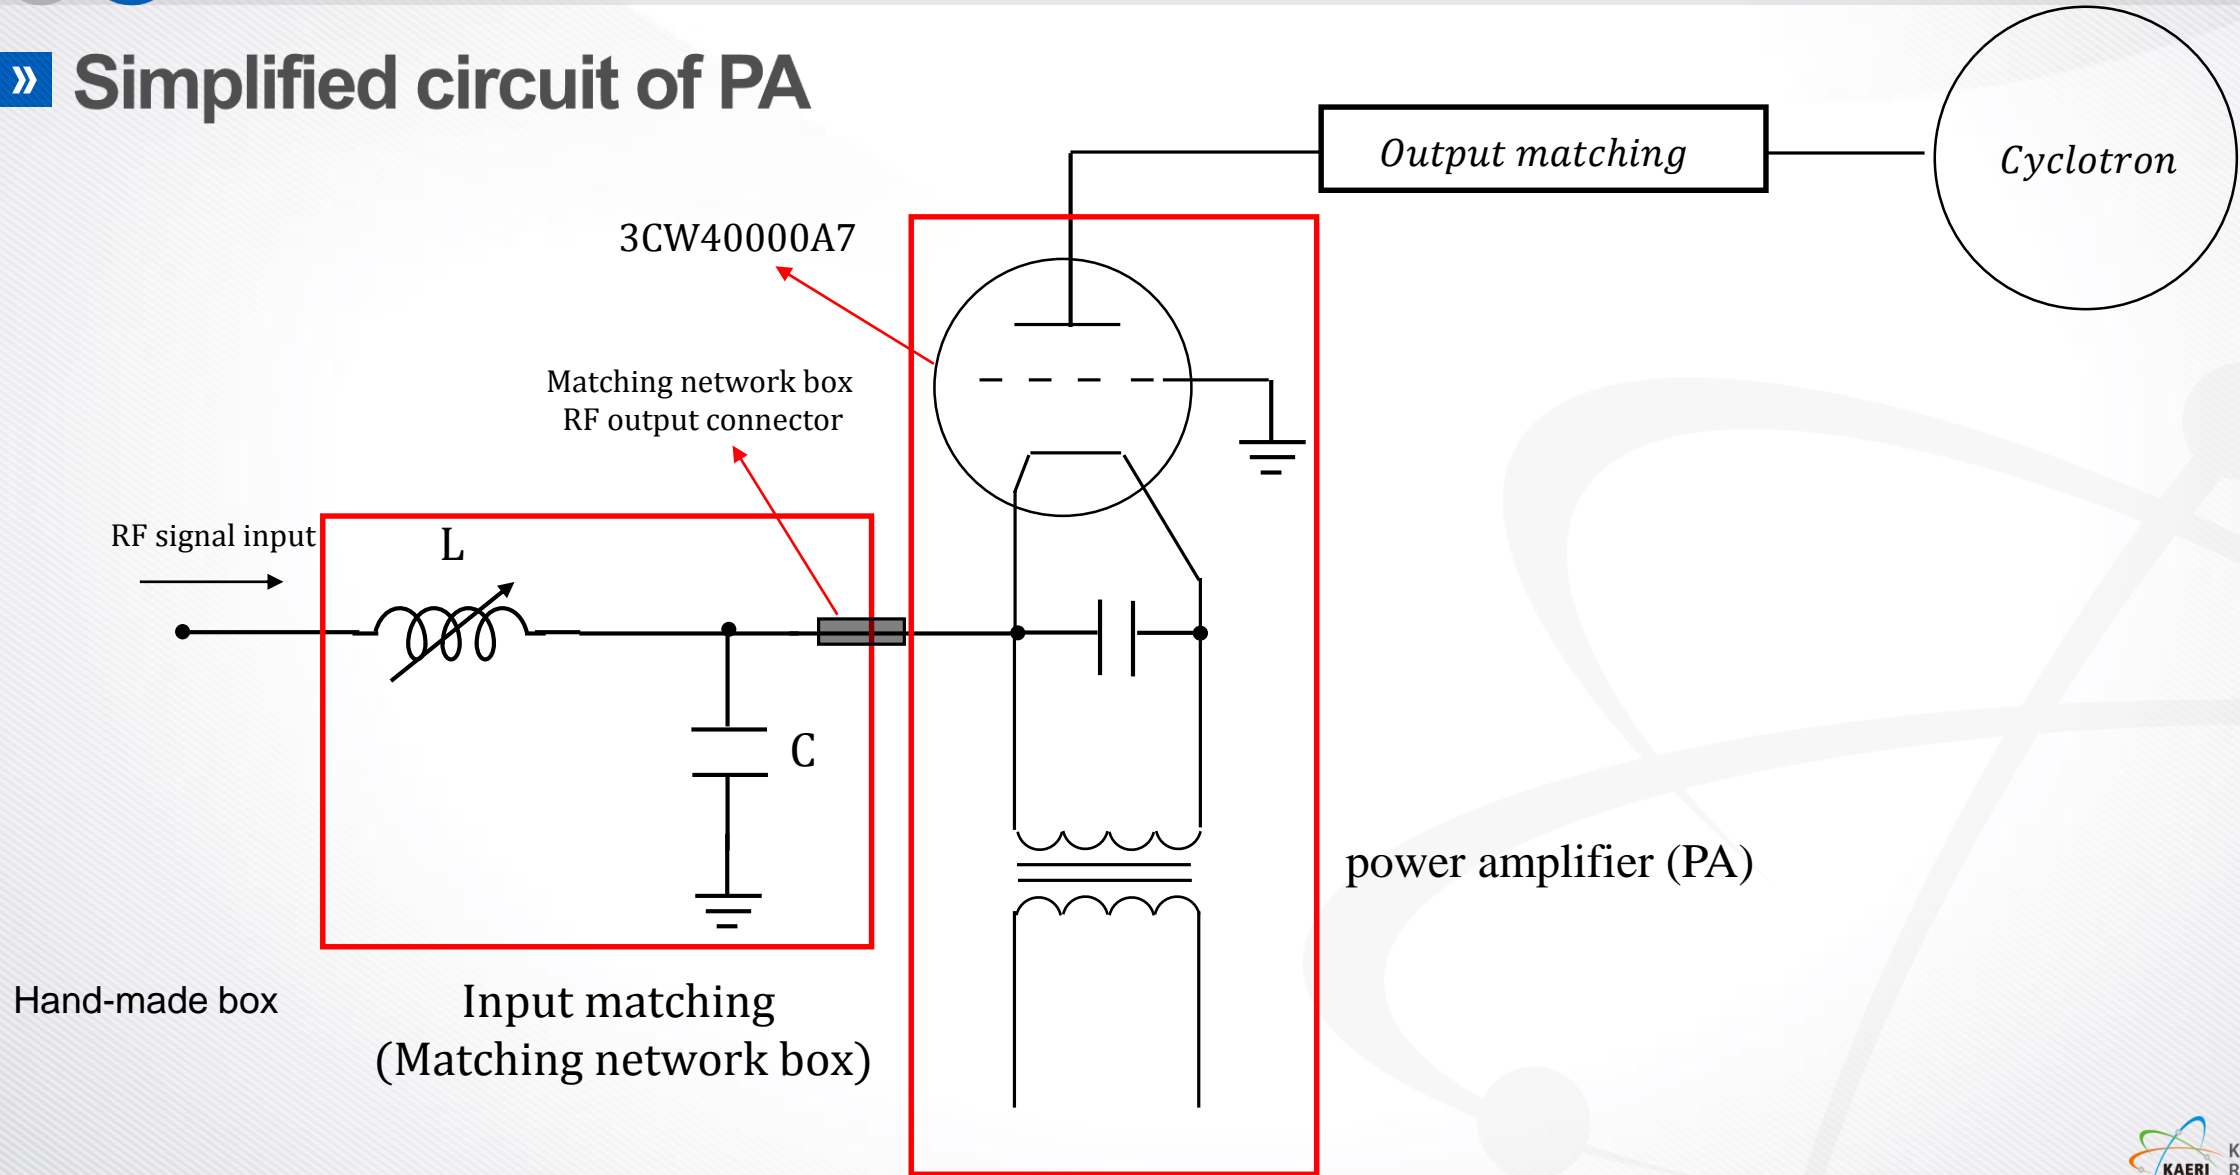 » Simplified circuit of PA
Output matching
Cyclotron
3CW40000A7
Matching network box
RF output connector
RF signal input
L
C
power amplifier (PA)
Hand-made box
Input matching
(Matching network box)
KAERI